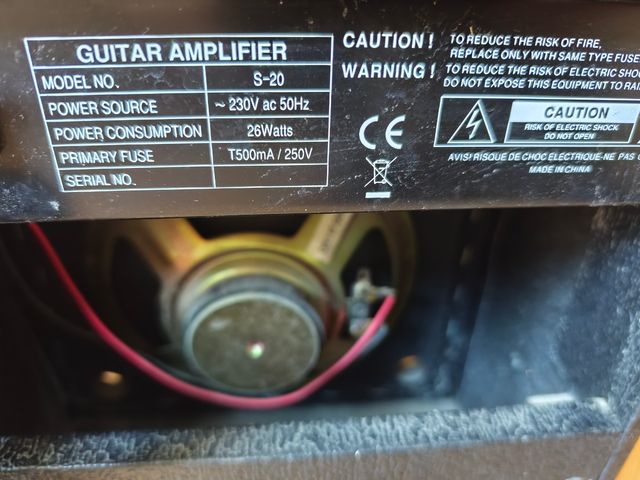 GUITAR AMPLIFIER
MODEL NO. S-20
POWER SOURCE ~ 230V ac 50Hz
POWER CONSUMPTION 26Watts
PRIMARY FUSE T500mA / 250V
SERIAL NO.
CAUTION ! TO REDUCE THE RISK OF FIRE,
REPLACE ONLY WITH SAME TYPE FUSE
WARNING ! TO REDUCE THE RISK OF ELECTRIC
DO NOT EXPOSE THIS EQUIPMENT TO
CE
CAUTION
RISK OF ELECTRIC SHOCK
DO NOT OPEN
AVIS! RISQUE DE CHOC ELECTRIQUE-NE PAS
MADE IN CHINA